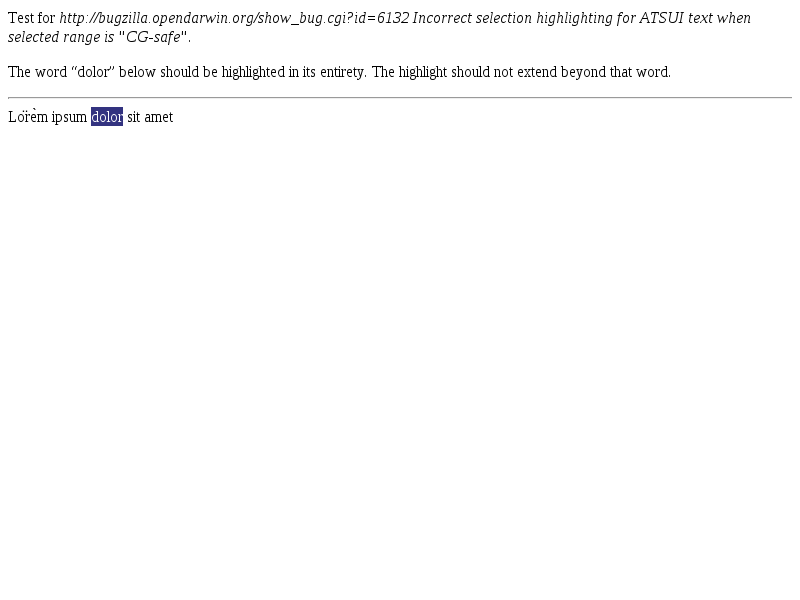 Test for http://bugzilla.opendarwin.org/show_bug.cgi?id=6132 Incorrect selection highlighting for ATSUI text when
selected range is "CG-safe".
The word “dolor” below should be highlighted in its entirety. The highlight should not extend beyond that word.
Lör̈em̀ ipsum dolor sit amet